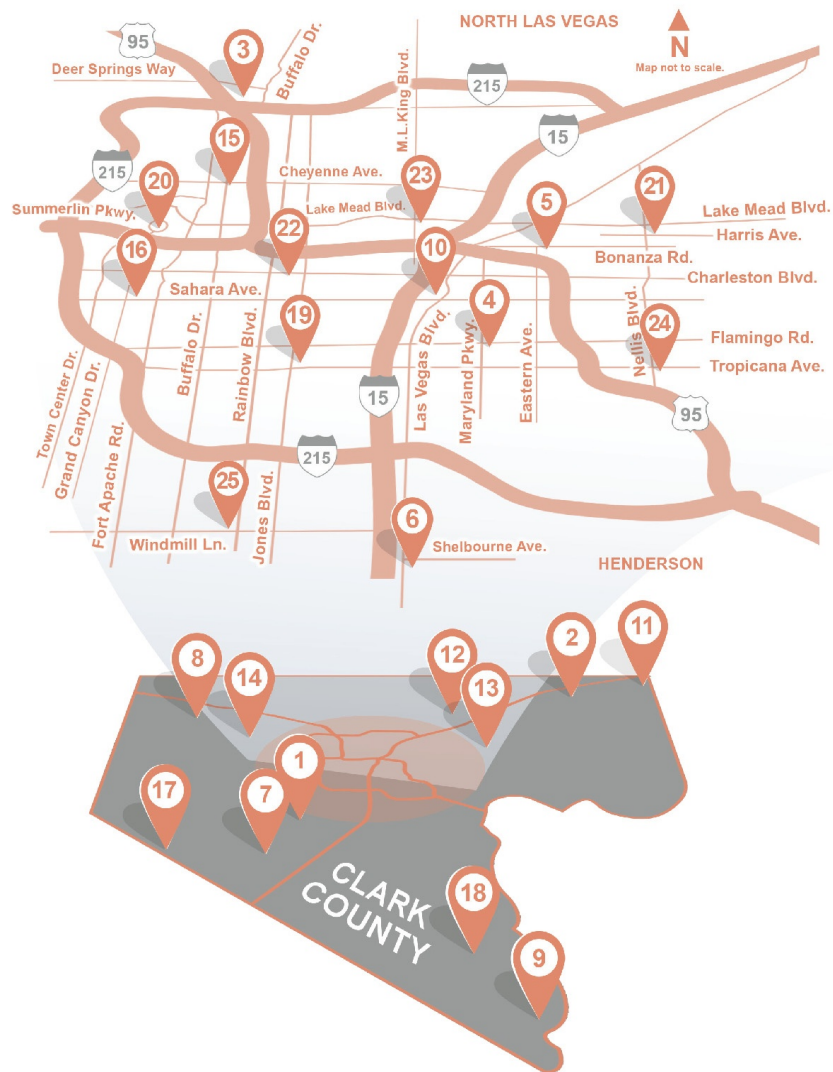 NORTH LAS VEGAS
N
Map not to scale.
95
3
Buffalo Dr.
Deer Springs Way
M.L.King Blvd.
215
15
15
215
Cheyenne Ave.
20
23
21
5
Summerlin Pkwy.
Lake Mead Blvd.
Lake Mead Blvd.
Harris Ave.
22
10
16
Bonanza Rd.
Charleston Blvd.
Sahara Ave.
4
19
24
Flamingo Rd.
Tropicana Ave.
Town Center Dr.
Grand Canyon Dr.
Fort Apache Rd.
Buffalo Dr.
Rainbow Blvd.
Jones Blvd.
15
Las Vegas Blvd.
Maryland Pkwy.
Eastern Ave.
Nellis Blvd.
95
215
25
6
Windmill Ln.
Shelbourne Ave.
HENDERSON
8
14
12
13
2
11
1
17
7
CLARK
COUNTY
18
9